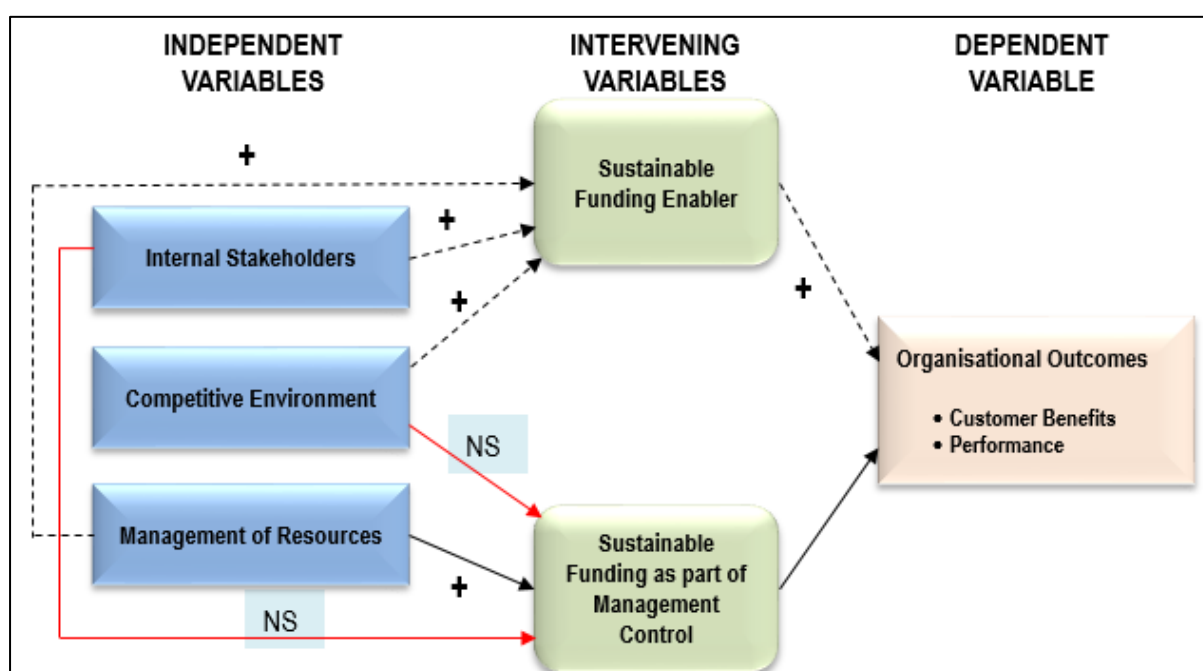 INDEPENDENT
VARIABLES
INTERVENING
VARIABLES
DEPENDENT
VARIABLE
+
Sustainable
Funding Enabler
+
Internal Stakeholders
+
+
Organisational Outcomes
• Customer Benefits
• Performance
Competitive Environment
NS
Management of Resources
Sustainable
Funding as part of
Management
Control
+
NS